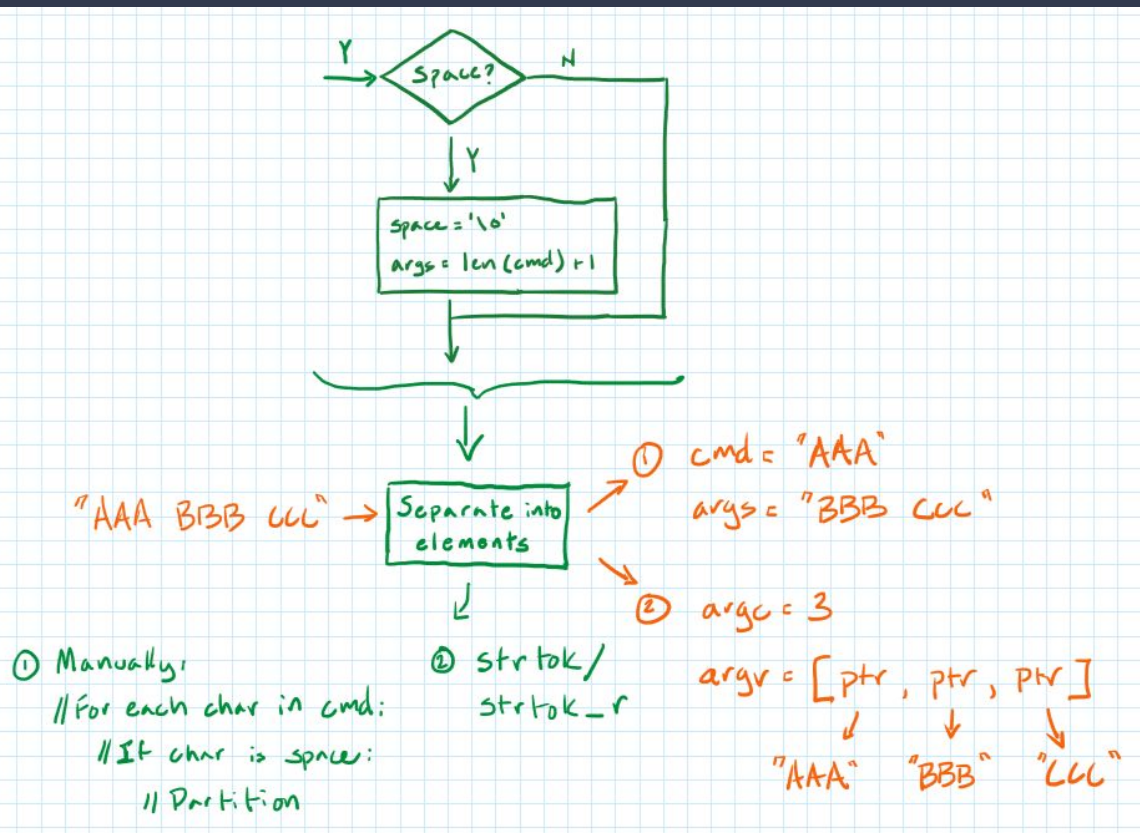 Y
Space?
N
Y
space = '\0'
args = len(cmd) + 1
"AAA BBB CCC"
Separate into
elements
① cmd = "AAA"
args = "BBB CCC"
② argc = 3
argv = [ptr, ptr, ptr]
"AAA" "BBB" "CCC"
① Manually:
//For each char in cmd:
//If char is space:
// Partition
② strtok/
strtok_r